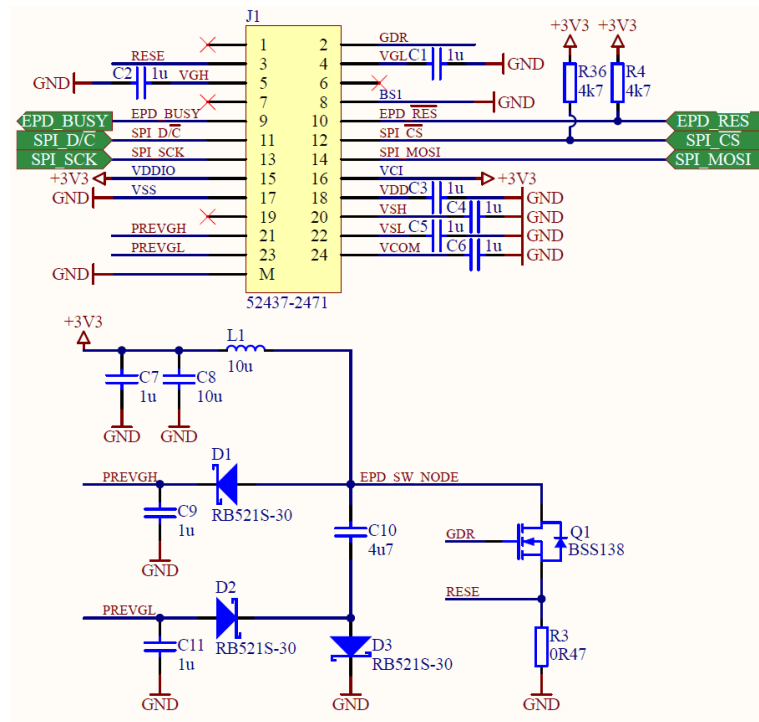 J1
1 2 GDR
RESE 3 4 VGL C1 1u GND
GND C2 1u VGH 5 6
7 8 BS1 GND
EPD_BUSY EPD_BUSY 9 10 EPD_RES EPD_RES
SPI_D/C SPI_D/C 11 12 SPI_CS SPI_CS
SPI_SCK SPI_SCK 13 14 SPI_MOSI SPI_MOSI
+3V3 VDDIO 15 16 VCI +3V3
GND VSS 17 18 VDD C3 1u GND
19 20 VSH C4 1u GND
PREVGH 21 22 VSL C5 1u GND
PREVGL 23 24 VCOM C6 1u GND
GND M
52437-2471
+3V3 +3V3
R36 R4
4k7 4k7
+3V3
L1
10u
C7 C8
1u 10u
GND GND
D1
PREVGH EPD_SW_NODE
RB521S-30
C9
1u
GND
C10
4u7
GDR Q1
BSS138
D2
PREVGL RESE
RB521S-30
C11
1u
GND
D3
RB521S-30
GND
R3
0R47
GND